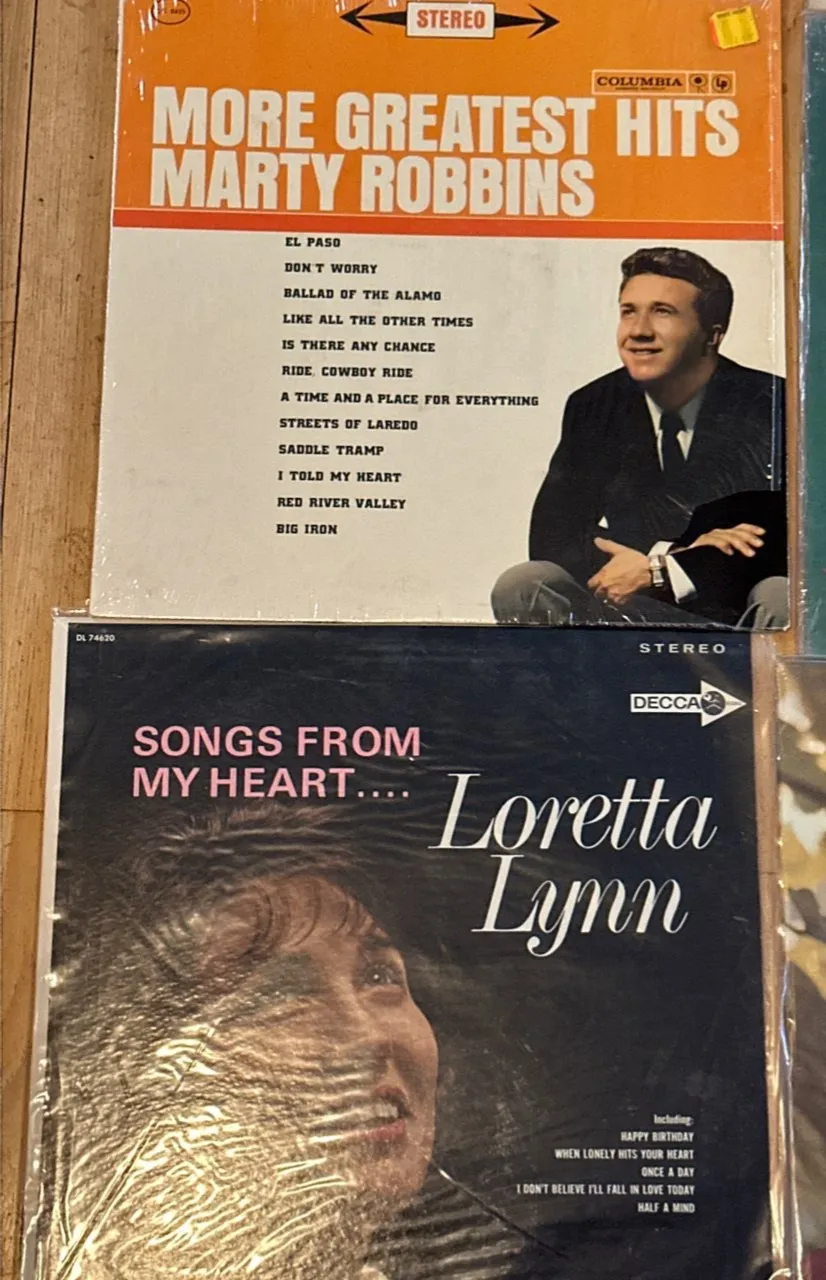 STEREO
COLUMBIA
LP
MORE GREATEST HITS
MARTY ROBBINS
EL PASO
DON'T WORRY
BALLAD OF THE ALAMO
LIKE ALL THE OTHER TIMES
IS THERE ANY CHANCE
RIDE, COWBOY RIDE
A TIME AND A PLACE FOR EVERYTHING
STREETS OF LAREDO
SADDLE TRAMP
I TOLD MY HEART
RED RIVER VALLEY
BIG IRON
DL 74620
STEREO
DECCA
SONGS FROM
MY HEART....
Loretta
Lynn
Including:
HAPPY BIRTHDAY
WHEN LONELY HITS YOUR HEART
ONCE A DAY
I DON'T BELIEVE I'LL FALL IN LOVE TODAY
HALF A MIND